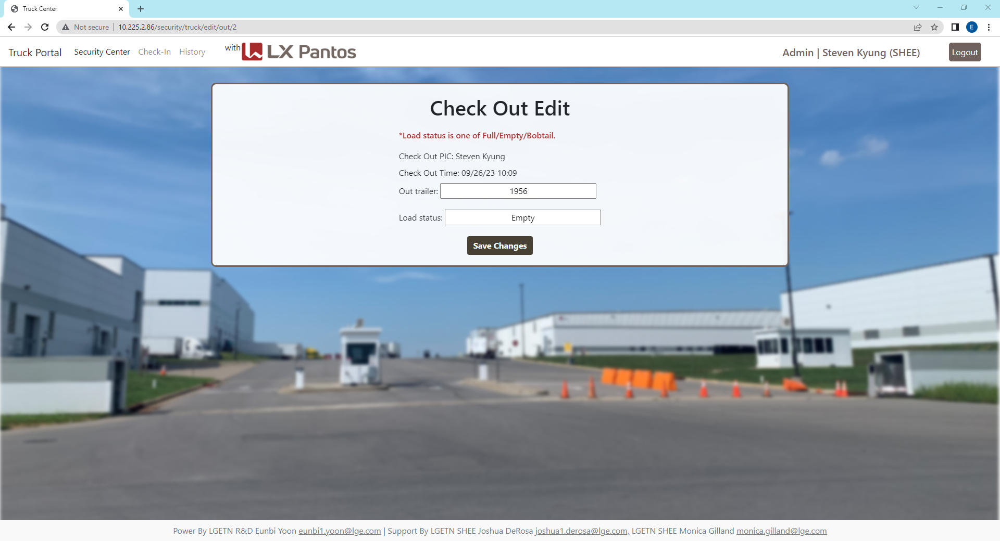 Truck Center
Not secure
10.225.2.86/security/truck/edit/out/2
E
Truck Portal
Security Center
Check-In
History
with LX Pantos
Admin | Steven Kyung (SHEE)
Logout
Check Out Edit
*Load status is one of Full/Empty/Bobtail.
Check Out PIC: Steven Kyung
Check Out Time: 09/26/23 10:09
Out trailer: 1956
Load status: Empty
Save Changes
Power By LGETN R&D Eunbi Yoon eunbi1.yoon@lge.com | Support By LGETN SHEE Joshua DeRosa joshua1.derosa@lge.com, LGETN SHEE Monica Gilland monica.gilland@lge.com